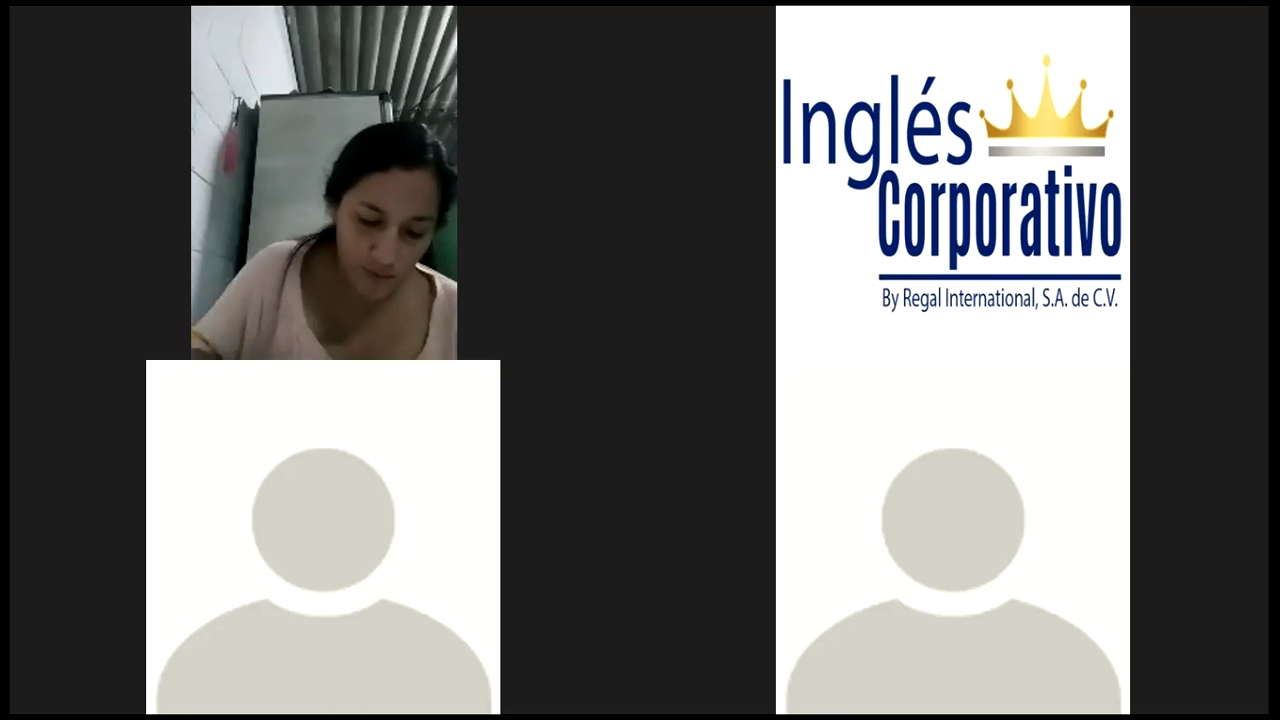 Inglés
Corporativo
By Regal International, S.A. de C.V.